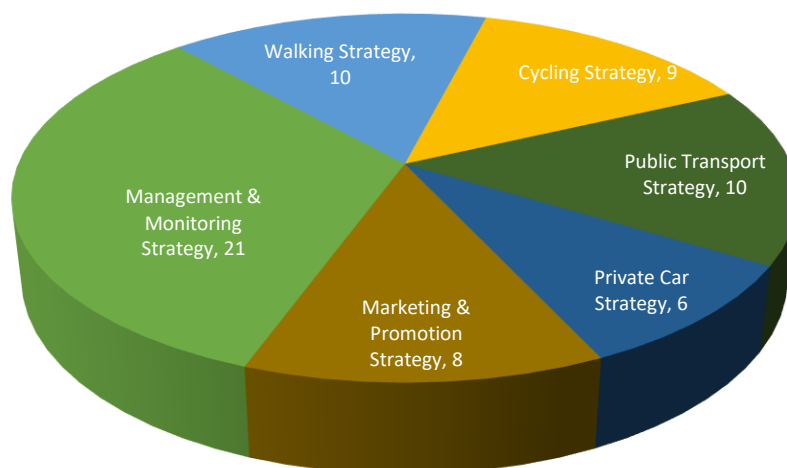 Walking Strategy,
10
Cycling Strategy, 9
Public Transport
Strategy, 10
Private Car
Strategy, 6
Marketing &
Promotion
Strategy, 8
Management &
Monitoring
Strategy, 21